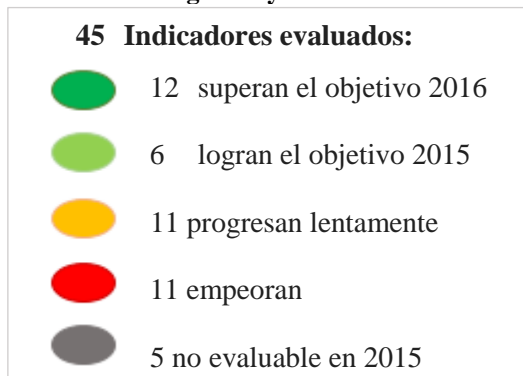 45 Indicadores evaluados:
12 superan el objetivo 2016
6 logran el objetivo 2015
11 progresan lentamente
11 empeoran
5 no evaluable en 2015